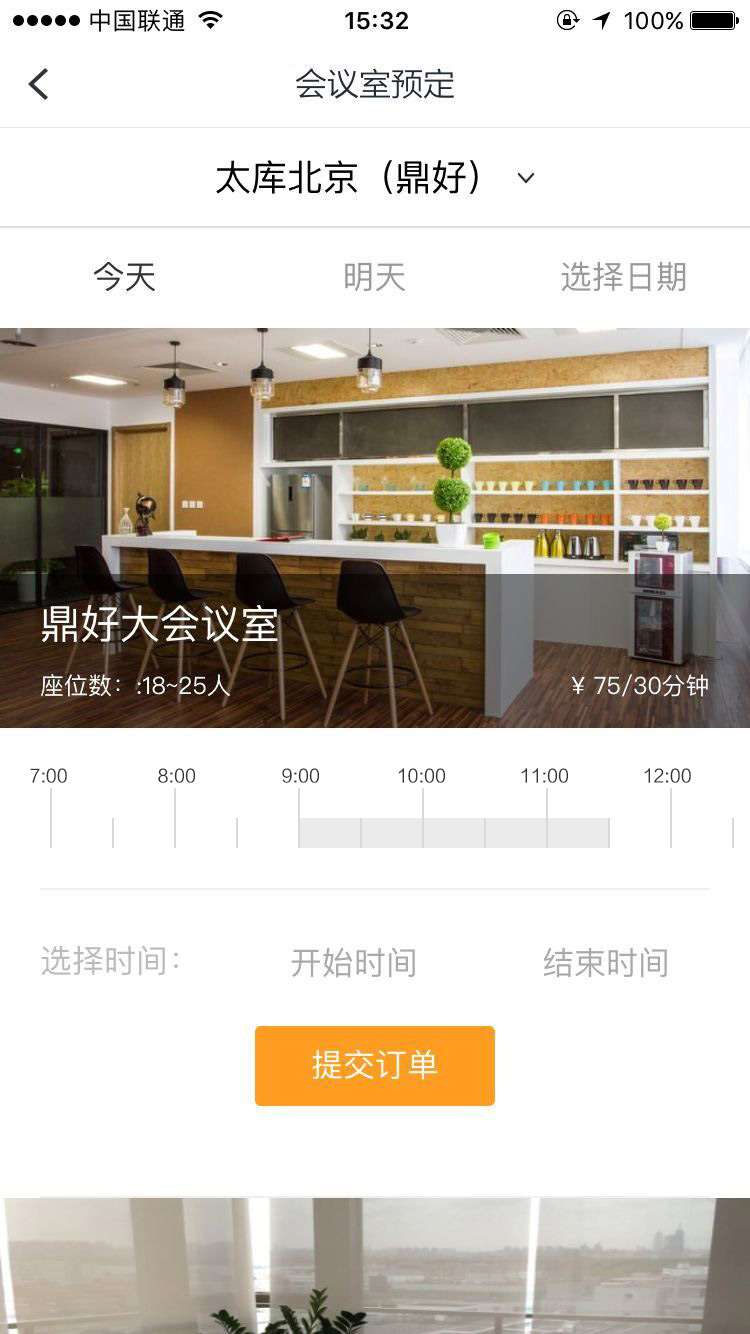 中国联通 15:32 100%
会议室预定
太库北京（鼎好）
今天 明天 选择日期
鼎好大会议室
座位数：:18~25人 ¥ 75/30分钟
7:00 8:00 9:00 10:00 11:00 12:00
选择时间： 开始时间 结束时间
提交订单